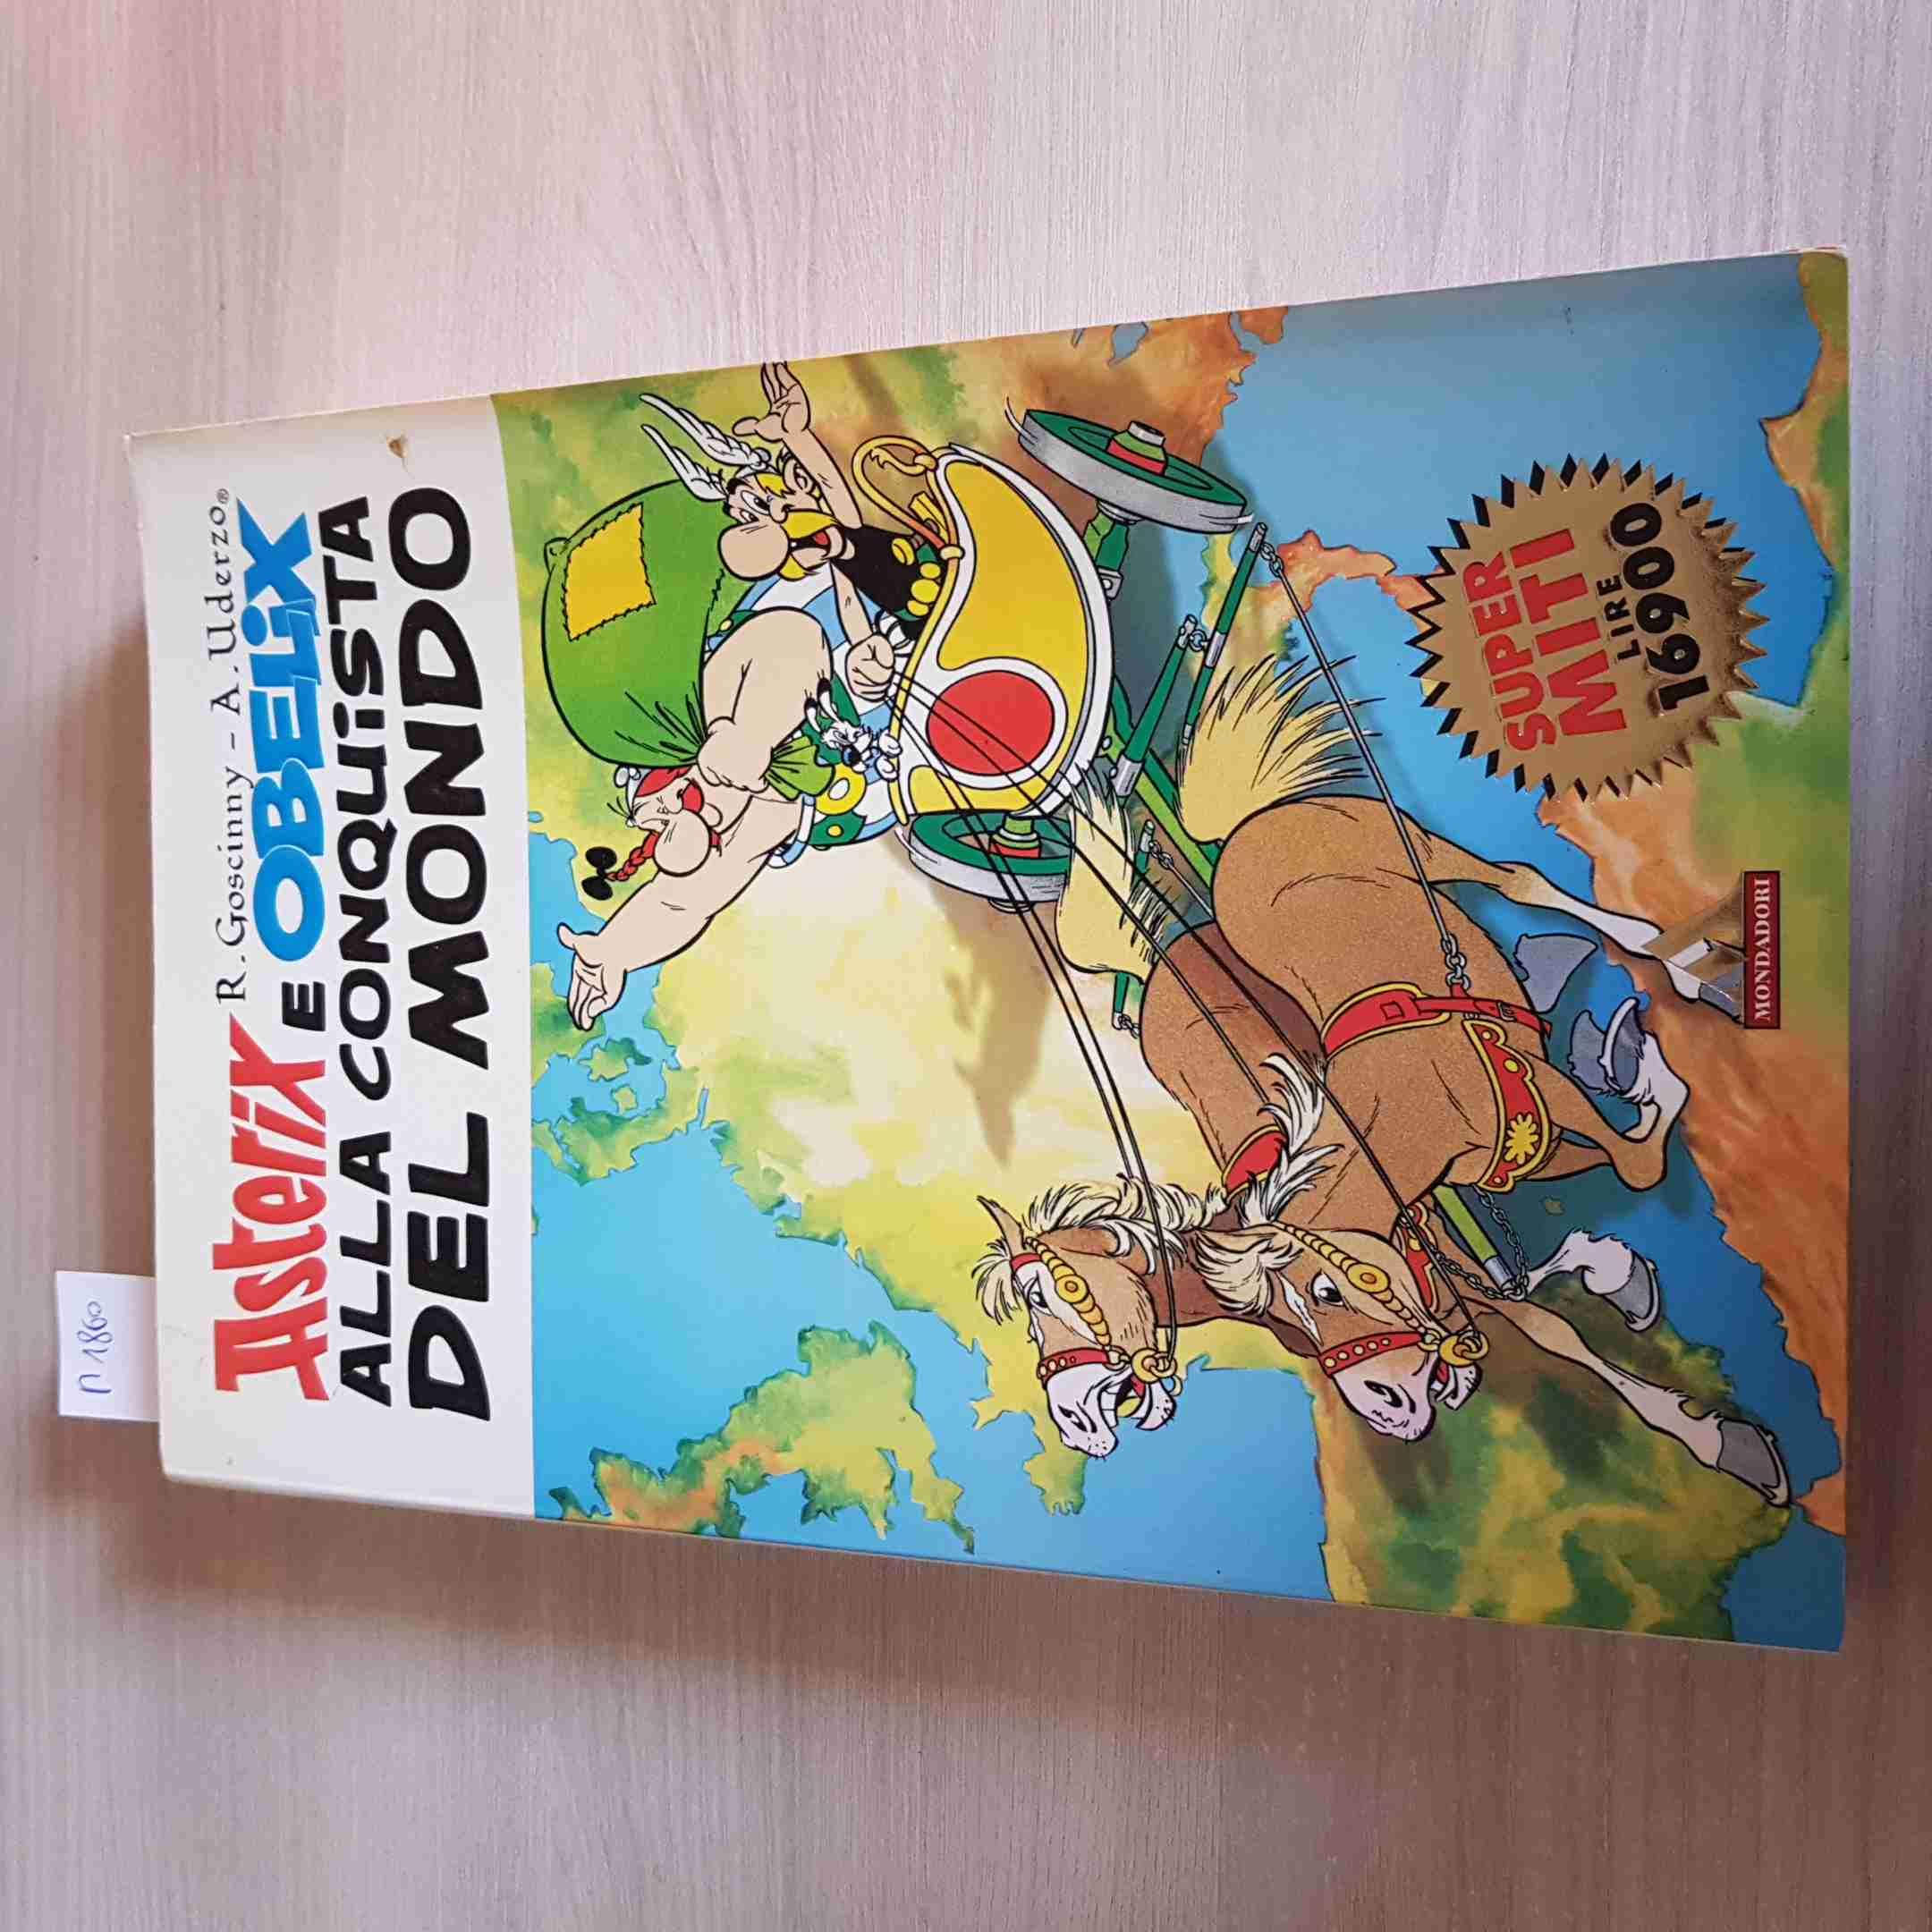 n 1860
R. Goscinny - A. Uderzo®
Asterix
E OBELIX
ALLA CONQUISTA
DEL MONDO
SUPER
MITI
LIRE
16900
MONDADORI